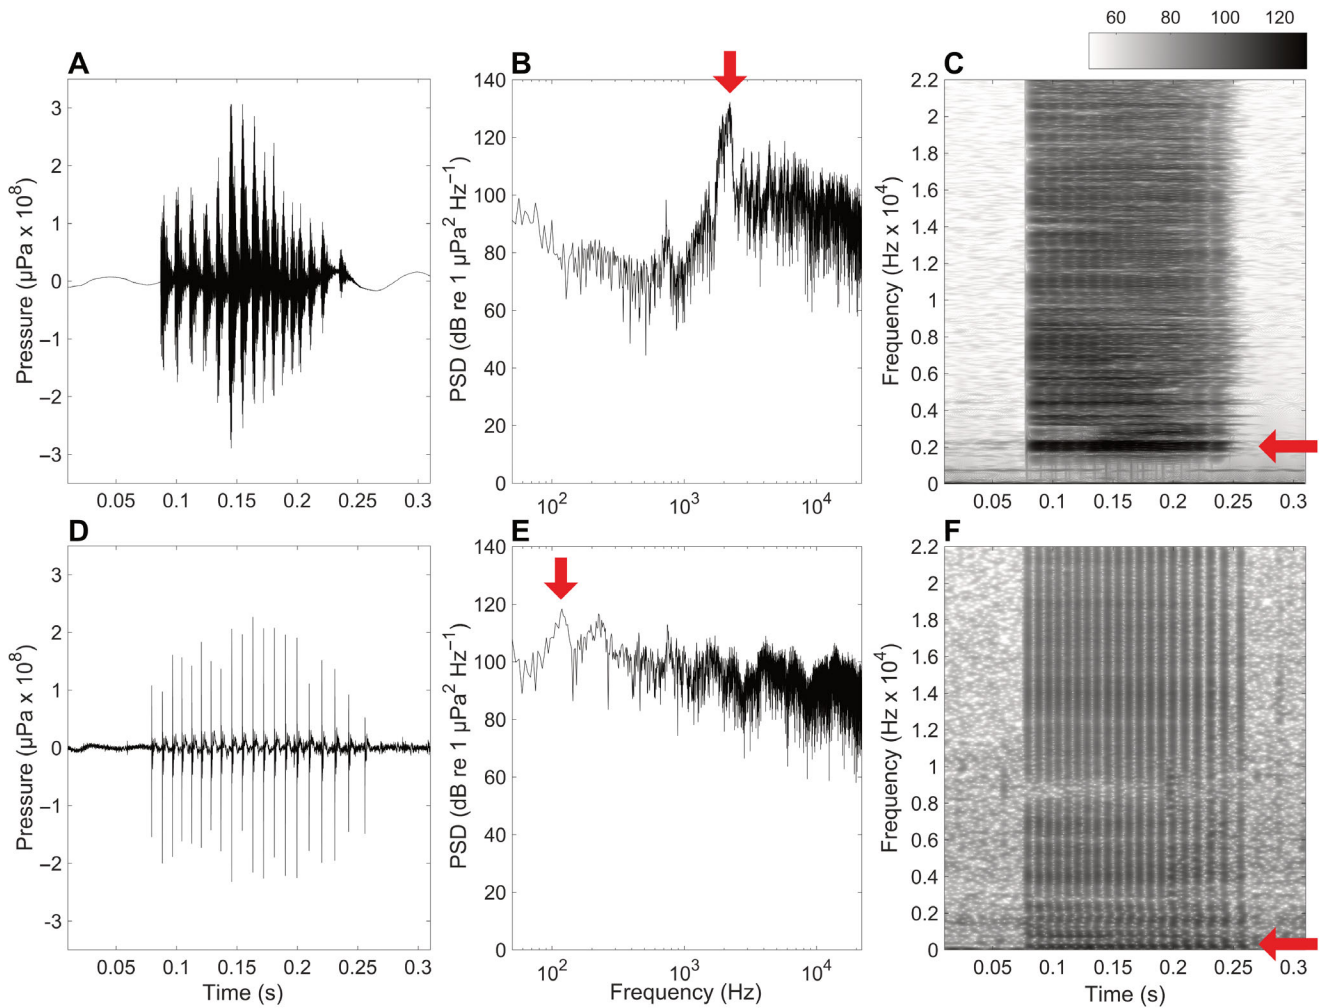 60 80 100 120
A B C
3 2 1 0 –1 –2 –3
Pressure (µPa x 10⁸)
0.05 0.1 0.15 0.2 0.25 0.3
140 120 100 80 60 40 20 0
PSD (dB re 1 µPa² Hz⁻¹)
10² 10³ 10⁴
2.2 2 1.8 1.6 1.4 1.2 1 0.8 0.6 0.4 0.2 0
Frequency (Hz x 10⁴)
0.05 0.1 0.15 0.2 0.25 0.3
D E F
3 2 1 0 –1 –2 -3
Pressure (µPa x 10⁸)
0.05 0.1 0.15 0.2 0.25 0.3
Time (s)
140 120 100 80 60 40 20 0
PSD (dB re 1 µPa² Hz⁻¹)
10² 10³ 10⁴
Frequency (Hz)
2.2 2 1.8 1.6 1.4 1.2 1 0.8 0.6 0.4 0.2 0
Frequency (Hz x 10⁴)
0.05 0.1 0.15 0.2 0.25 0.3
Time (s)